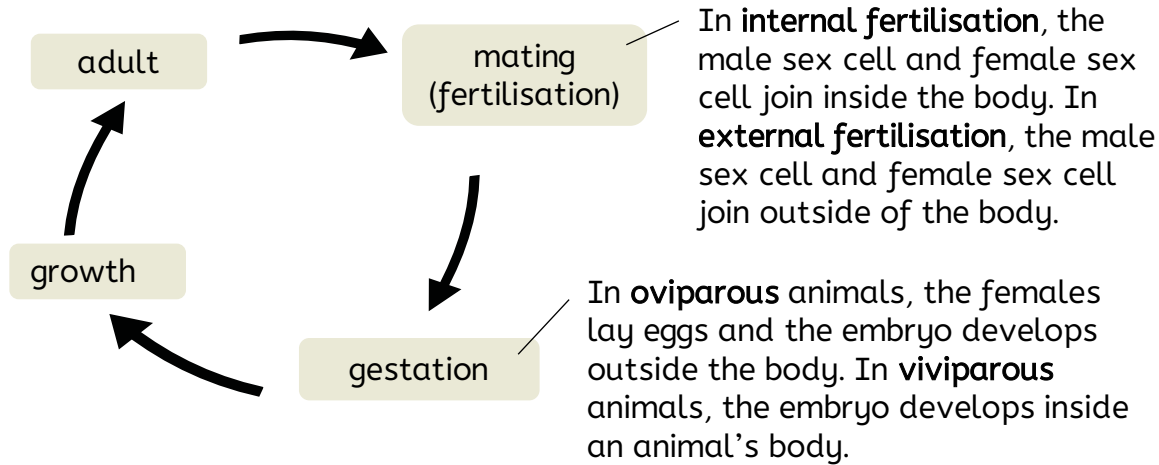 adult
mating
(fertilisation)
In internal fertilisation, the
male sex cell and female sex
cell join inside the body. In
external fertilisation, the male
sex cell and female sex cell
join outside of the body.
growth
gestation
In oviparous animals, the females
lay eggs and the embryo develops
outside the body. In viviparous
animals, the embryo develops inside
an animal’s body.